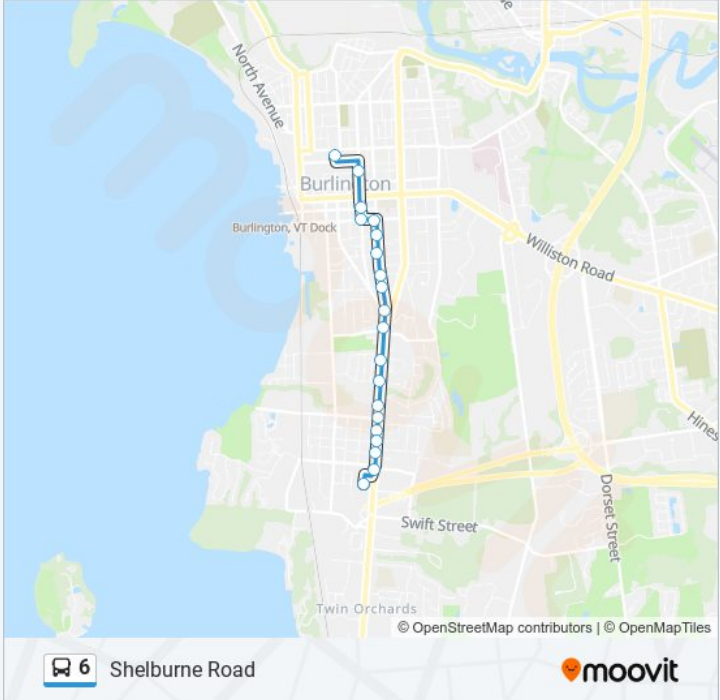 North Avenue
Burlington
Burlington, VT Dock
Williston Road
Hines
Dorset Street
Swift Street
Twin Orchards
© OpenStreetMap contributors | © OpenMapTiles
6 Shelburne Road
moovit